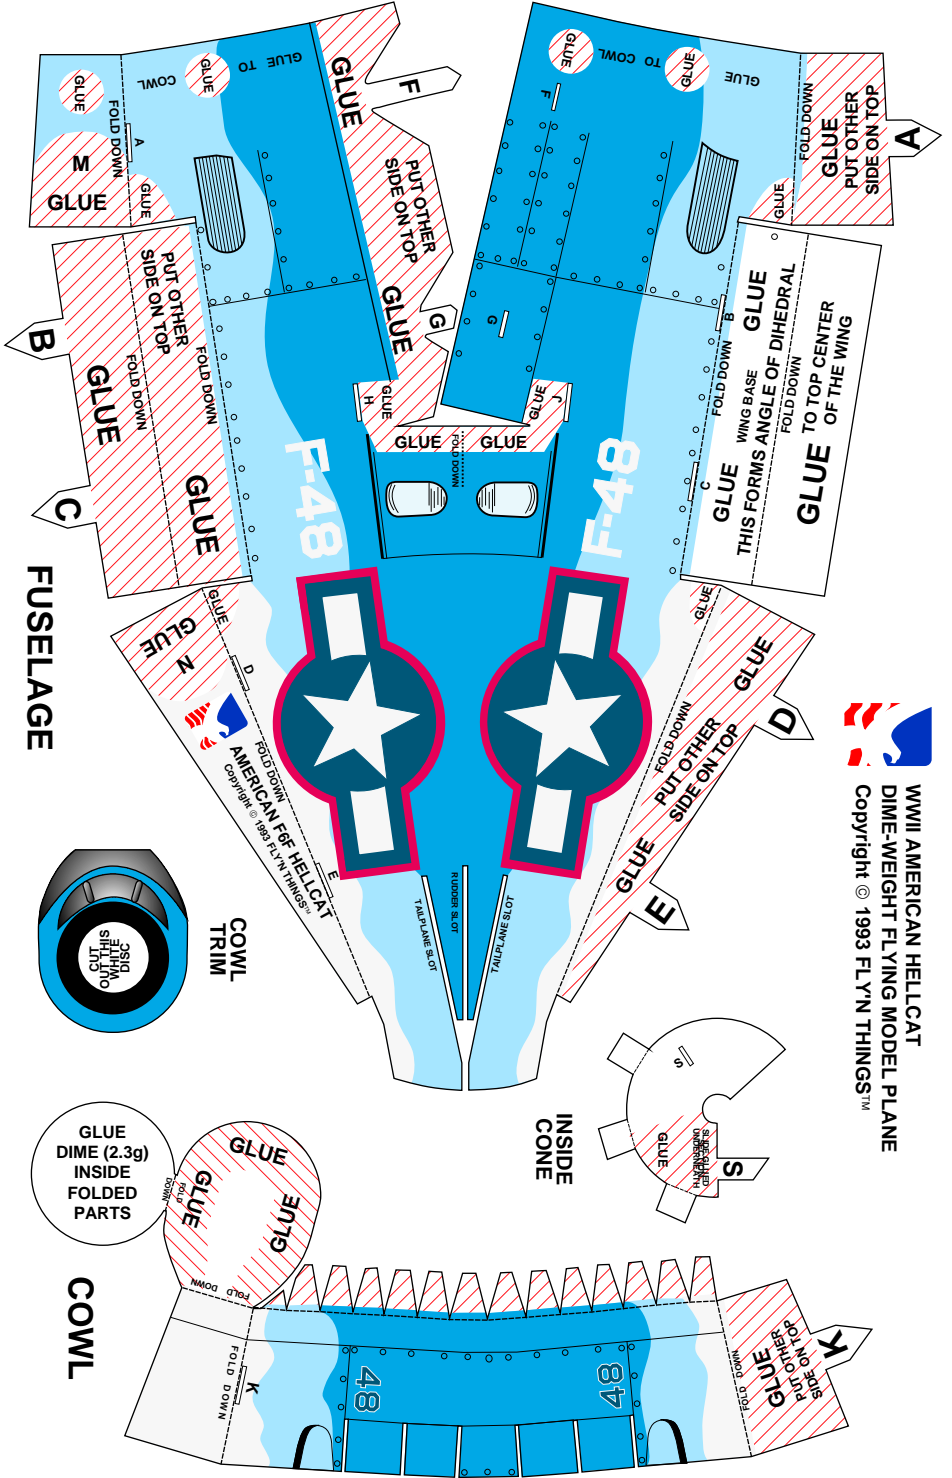 WWII AMERICAN HELLCAT
DIME-WEIGHT FLYING MODEL PLANE
Copyright © 1993 FLY'N THINGS™
GLUE
GLUE TO COWL
GLUE
F
GLUE
PUT OTHER
SIDE ON TOP
GLUE
G
GLUE
H
FOLD DOWN
A
M
GLUE
GLUE
GLUE TO COWL
GLUE
GLUE
F
G
FOLD DOWN
GLUE
PUT OTHER
SIDE ON TOP
A
GLUE
PUT OTHER
SIDE ON TOP
FOLD DOWN
FOLD DOWN
GLUE
GLUE
B
C
GLUE
J
GLUE
GLUE
FOLD DOWN
F-48
F-48
B
C
FOLD DOWN
GLUE
WING BASE
GLUE
THIS FORMS ANGLE OF DIHEDRAL
FOLD DOWN
GLUE TO TOP CENTER
OF THE WING
FUSELAGE
GLUE
N
GLUE
D
FOLD DOWN
AMERICAN F6F HELLCAT
Copyright © 1993 FLY'N THINGS™
E
GLUE
GLUE
FOLD DOWN
PUT OTHER
SIDE ON TOP
GLUE
D
E
TAILPLANE SLOT
RUDDER SLOT
TAILPLANE SLOT
COWL
TRIM
CUT
OUT THIS
WHITE
DISC
INSIDE
CONE
S
GLUE
S
GLUE
DIME (2.3g)
INSIDE
FOLDED
PARTS
FOLD
DOWN
GLUE
GLUE
GLUE
FOLD DOWN
COWL
FOLD DOWN
K
48
48
FOLD DOWN
GLUE
PUT OTHER
SIDE ON TOP
K